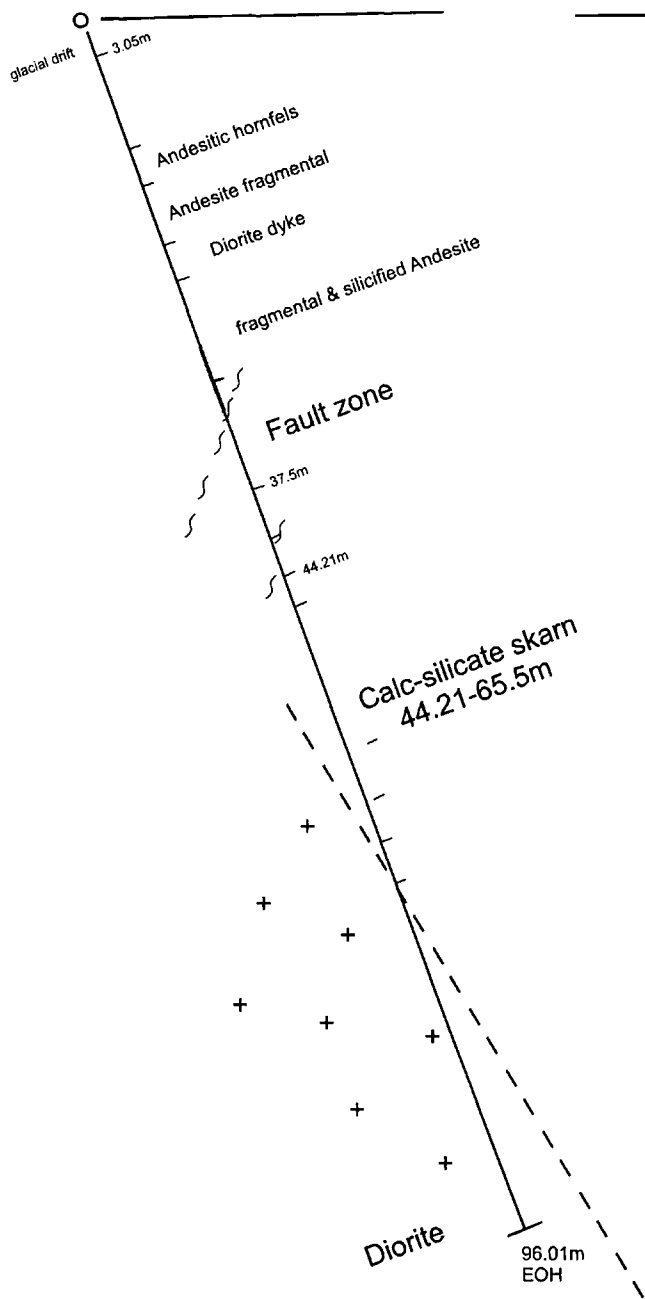 glacial drift
3.05m
Andesitic hornfels
Andesite fragmental
Diorite dyke
fragmental & silicified Andesite
Fault zone
37.5m
44.21m
Calc-silicate skarn
44.21-65.5m
Diorite
96.01m
EOH